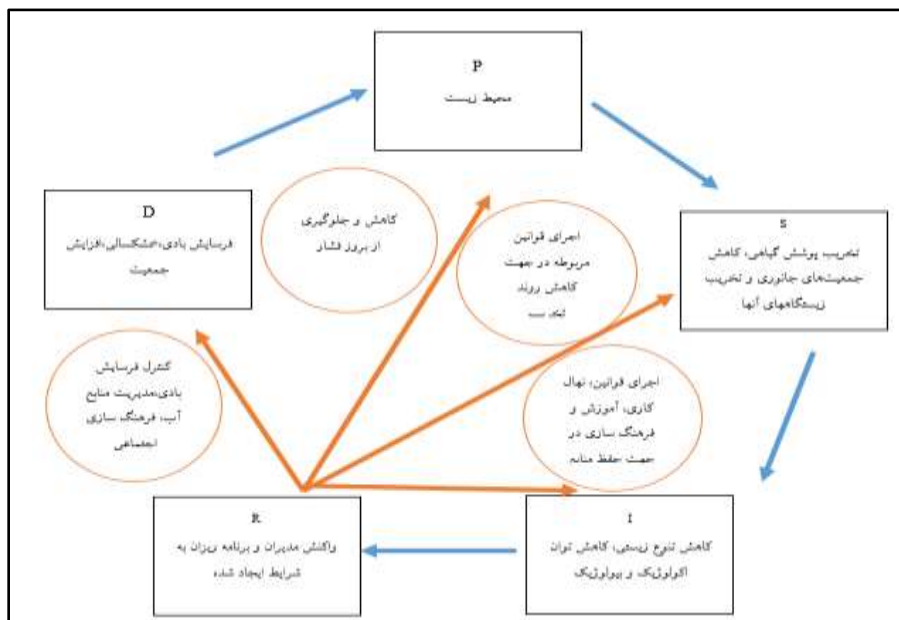 P
محیط زیست
D
فرسایش بادی،خشکسالی،افزایش
جمعیت
S
تخریب پوشش گیاهی، کاهش
جمعیت‌های جانوری و تخریب
زیستگاههای آنها
کاهش و جلوگیری
از بروز فشار
اجرای قوانین
مربوطه در جهت
کاهش روند
کنترل فرسایش
بادی،مدیریت منابع
آب، فرهنگ سازی
اجتماعی
اجرای قوانین، نهال
کاری، آموزش و
فرهنگ سازی در
جهت حفظ
R
واکنش مدیران و برنامه ریزان به
شرایط ایجاد شده
I
کاهش تنوع زیستی، کاهش توان
اکولوژیک و بیولوژیک